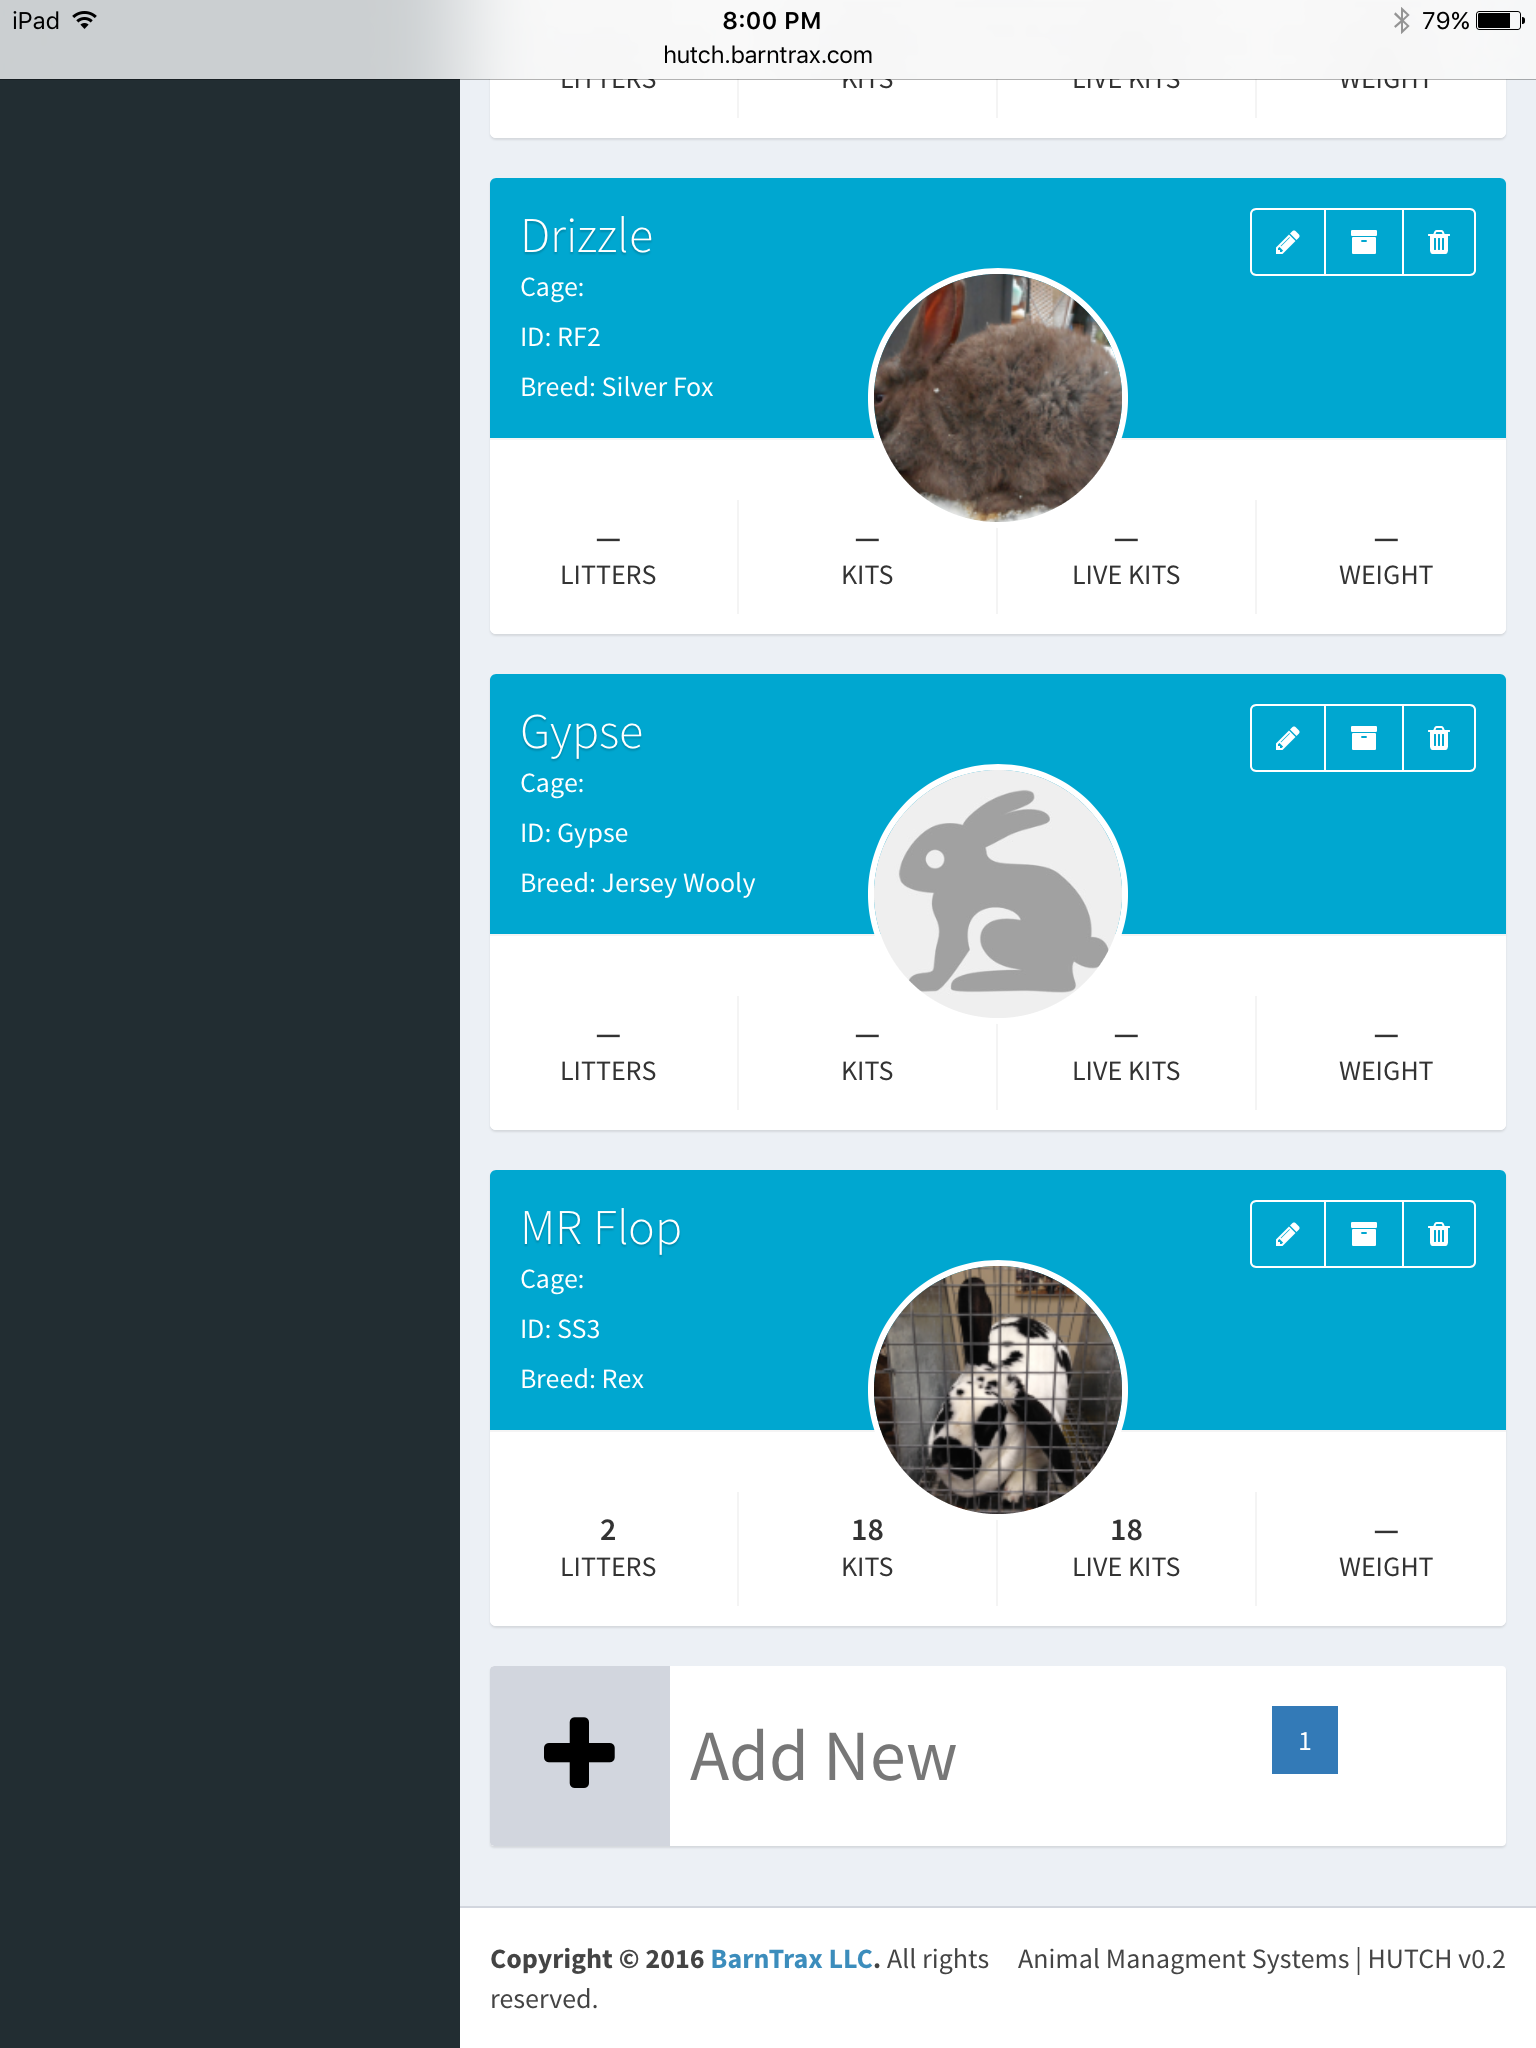 iPad 8:00 PM 79%
hutch.barntrax.com
LITTERS KITS LIVE KITS WEIGHT
Drizzle
Cage:
ID: RF2
Breed: Silver Fox
— — — —
LITTERS KITS LIVE KITS WEIGHT
Gypse
Cage:
ID: Gypse
Breed: Jersey Wooly
— — — —
LITTERS KITS LIVE KITS WEIGHT
MR Flop
Cage:
ID: SS3
Breed: Rex
2 18 18 —
LITTERS KITS LIVE KITS WEIGHT
Add New 1
Copyright © 2016 BarnTrax LLC. All rights Animal Managment Systems | HUTCH v0.2
reserved.